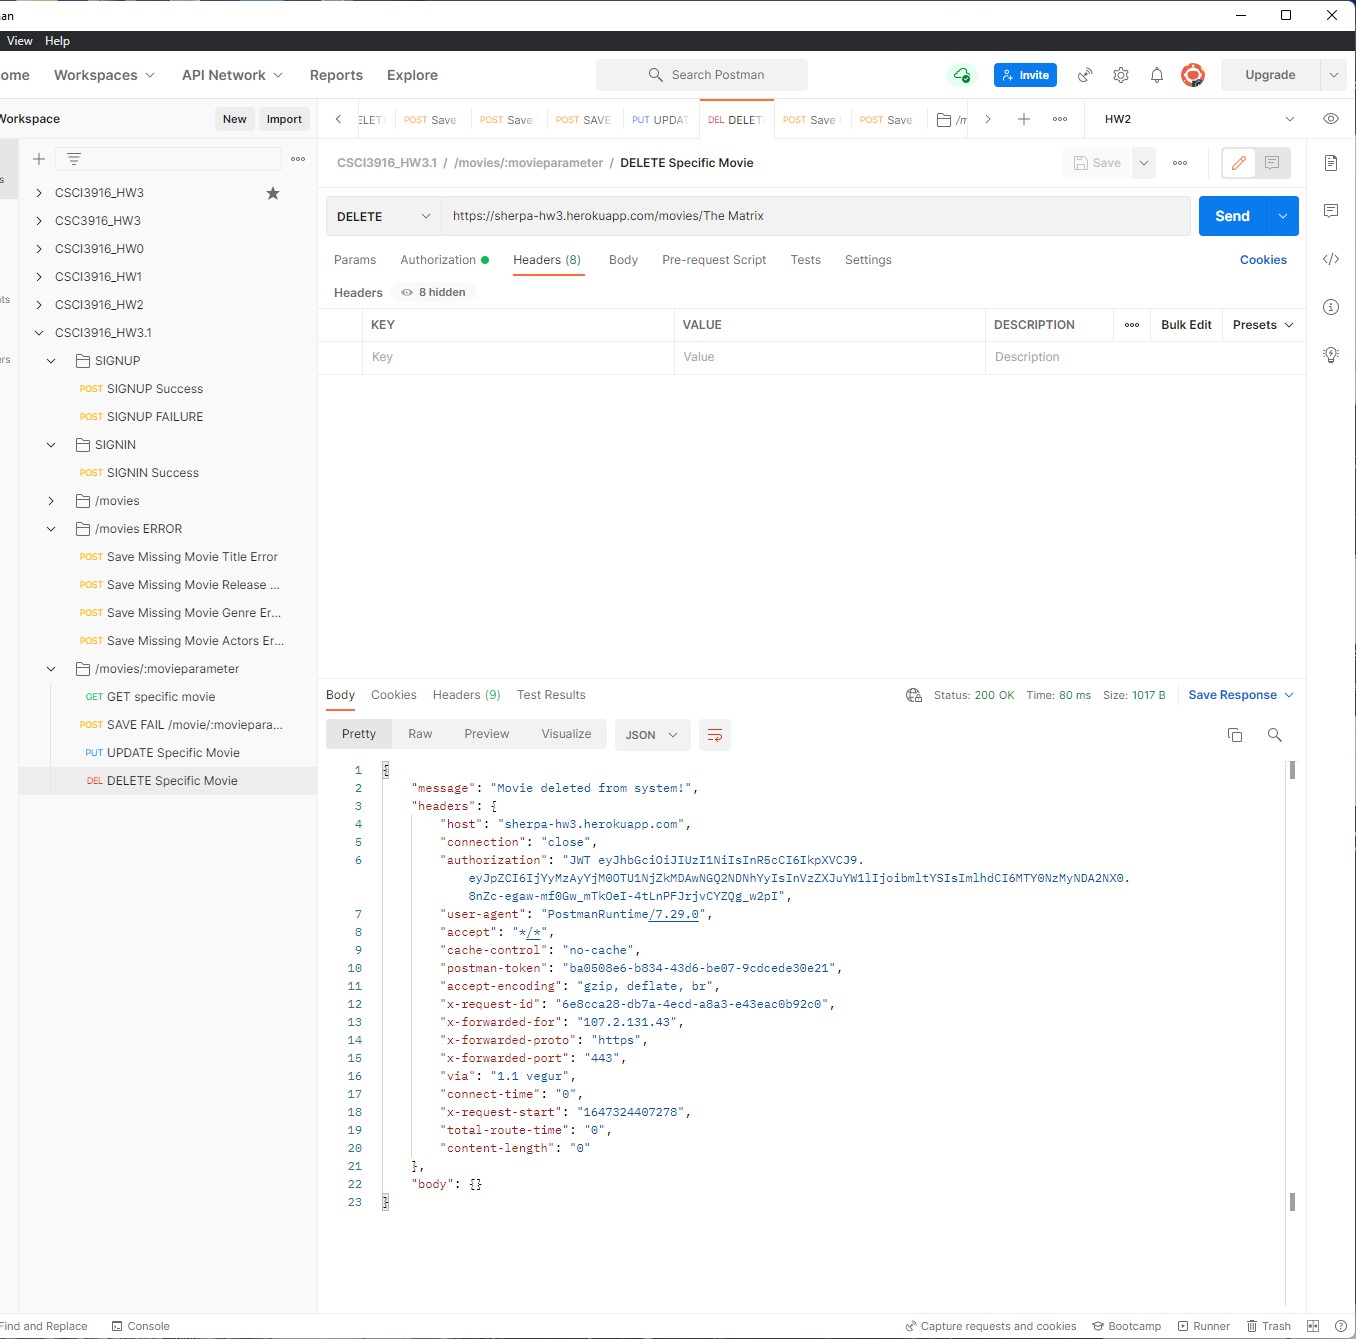 an
View Help
ome Workspaces API Network Reports Explore Search Postman Invite Upgrade
Workspace New Import
ELET POST Save POST Save POST SAVE PUT UPDAT DEL DELET POST Save POST Save /m HW2
CSCI3916_HW3.1 / /movies/:movieparameter / DELETE Specific Movie Save
s
CSCI3916_HW3
CSC3916_HW3
CSCI3916_HW0
CSCI3916_HW1
CSCI3916_HW2
CSCI3916_HW3.1
SIGNUP
POST SIGNUP Success
POST SIGNUP FAILURE
SIGNIN
POST SIGNIN Success
/movies
/movies ERROR
POST Save Missing Movie Title Error
POST Save Missing Movie Release ...
POST Save Missing Movie Genre Er...
POST Save Missing Movie Actors Er...
/movies/:movieparameter
GET GET specific movie
POST SAVE FAIL /movie/:moviepara...
PUT UPDATE Specific Movie
DEL DELETE Specific Movie
nts
ers
DELETE https://sherpa-hw3.herokuapp.com/movies/The Matrix Send
Params Authorization Headers (8) Body Pre-request Script Tests Settings Cookies
Headers 8 hidden
KEY VALUE DESCRIPTION Bulk Edit Presets
Key Value Description
Body Cookies Headers (9) Test Results Status: 200 OK Time: 80 ms Size: 1017 B Save Response
Pretty Raw Preview Visualize JSON
1 {
2 "message": "Movie deleted from system!",
3 "headers": {
4 "host": "sherpa-hw3.herokuapp.com",
5 "connection": "close",
6 "authorization": "JWT eyJhbGciOiJIUzI1NiIsInR5cCI6IkpXVCJ9.
eyJpZCI6IjYyMzAyYjM0OTU1NjZkMDAwNGQ2NDNhYyIsInVzZXJuYW1lIjoibmltYSIsImlhdCI6MTY0NzMyNDA2NX0.
8nZc-egaw-mf0Gw_mTkOeI-4tLnPFJrjvCYZQg_w2pI",
7 "user-agent": "PostmanRuntime/7.29.0",
8 "accept": "*/*",
9 "cache-control": "no-cache",
10 "postman-token": "ba0508e6-b834-43d6-be07-9cdcede30e21",
11 "accept-encoding": "gzip, deflate, br",
12 "x-request-id": "6e8cca28-db7a-4ecd-a8a3-e43eac0b92c0",
13 "x-forwarded-for": "107.2.131.43",
14 "x-forwarded-proto": "https",
15 "x-forwarded-port": "443",
16 "via": "1.1 vegur",
17 "connect-time": "0",
18 "x-request-start": "1647324407278",
19 "total-route-time": "0",
20 "content-length": "0"
21 },
22 "body": {}
23 }
Find and Replace Console Capture requests and cookies Bootcamp Runner Trash